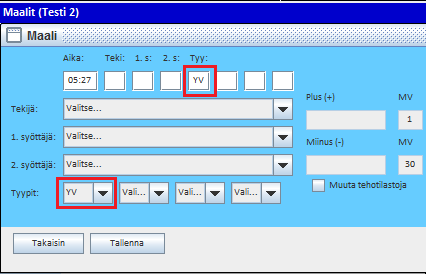 Maalit (Testi 2)
Maali
Aika: Teki: 1. s: 2. s: Tyy:
05:27 YV
Plus (+) MV
Tekijä: Valitse... 1
1. syöttäjä: Valitse... Miinus (-) MV
2. syöttäjä: Valitse... 30
Tyypit: YV Vali... Vali... Vali... Muuta tehotilastoja
Takaisin Tallenna